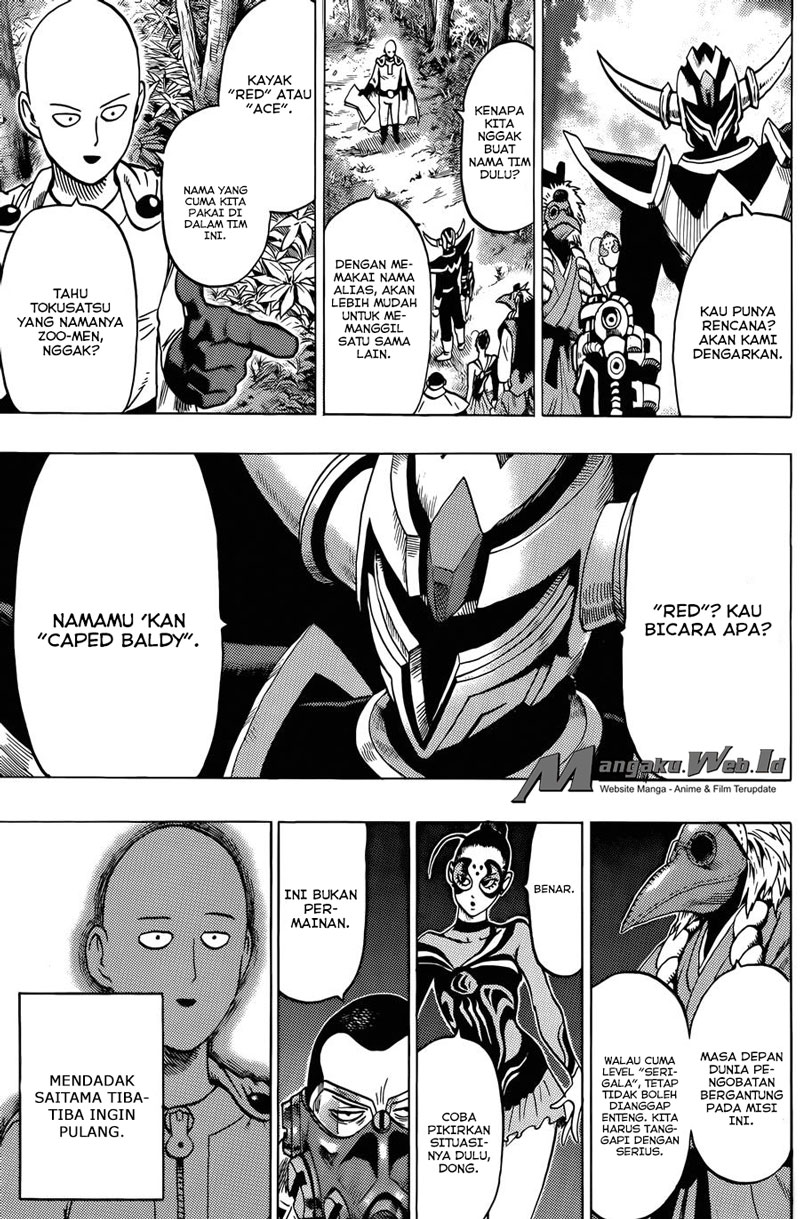 KAU PUNYA
RENCANA?
AKAN KAMI
DENGARKAN.
KENAPA
KITA
NGGAK
BUAT
NAMA TIM
DULU?
DENGAN ME-
MAKAI NAMA
ALIAS, AKAN
LEBIH MUDAH
UNTUK ME-
MANGGIL
SATU SAMA
LAIN.
KAYAK
"RED" ATAU
"ACE".
NAMA YANG
CUMA KITA
PAKAI DI
DALAM TIM
INI.
TAHU
TOKUSATSU
YANG NAMANYA
ZOO-MEN,
NGGAK?
"RED"? KAU
BICARA APA?
NAMAMU 'KAN
"CAPED BALDY".
Mangaku.Web.Id
Website Manga - Anime & Film Terupdate
MASA DEPAN
DUNIA PE-
NGOBATAN
BERGANTUNG
PADA MISI
INI.
WALAU CUMA
LEVEL "SERI-
GALA", TETAP
TIDAK BOLEH
DIANGGAP
ENTENG. KITA
HARUS TANG-
GAPI DENGAN
SERIUS.
BENAR.
COBA
PIKIRKAN
SITUASI-
NYA DULU,
DONG.
INI BUKAN
PER-
MAINAN.
MENDADAK
SAITAMA TIBA-
TIBA INGIN
PULANG.